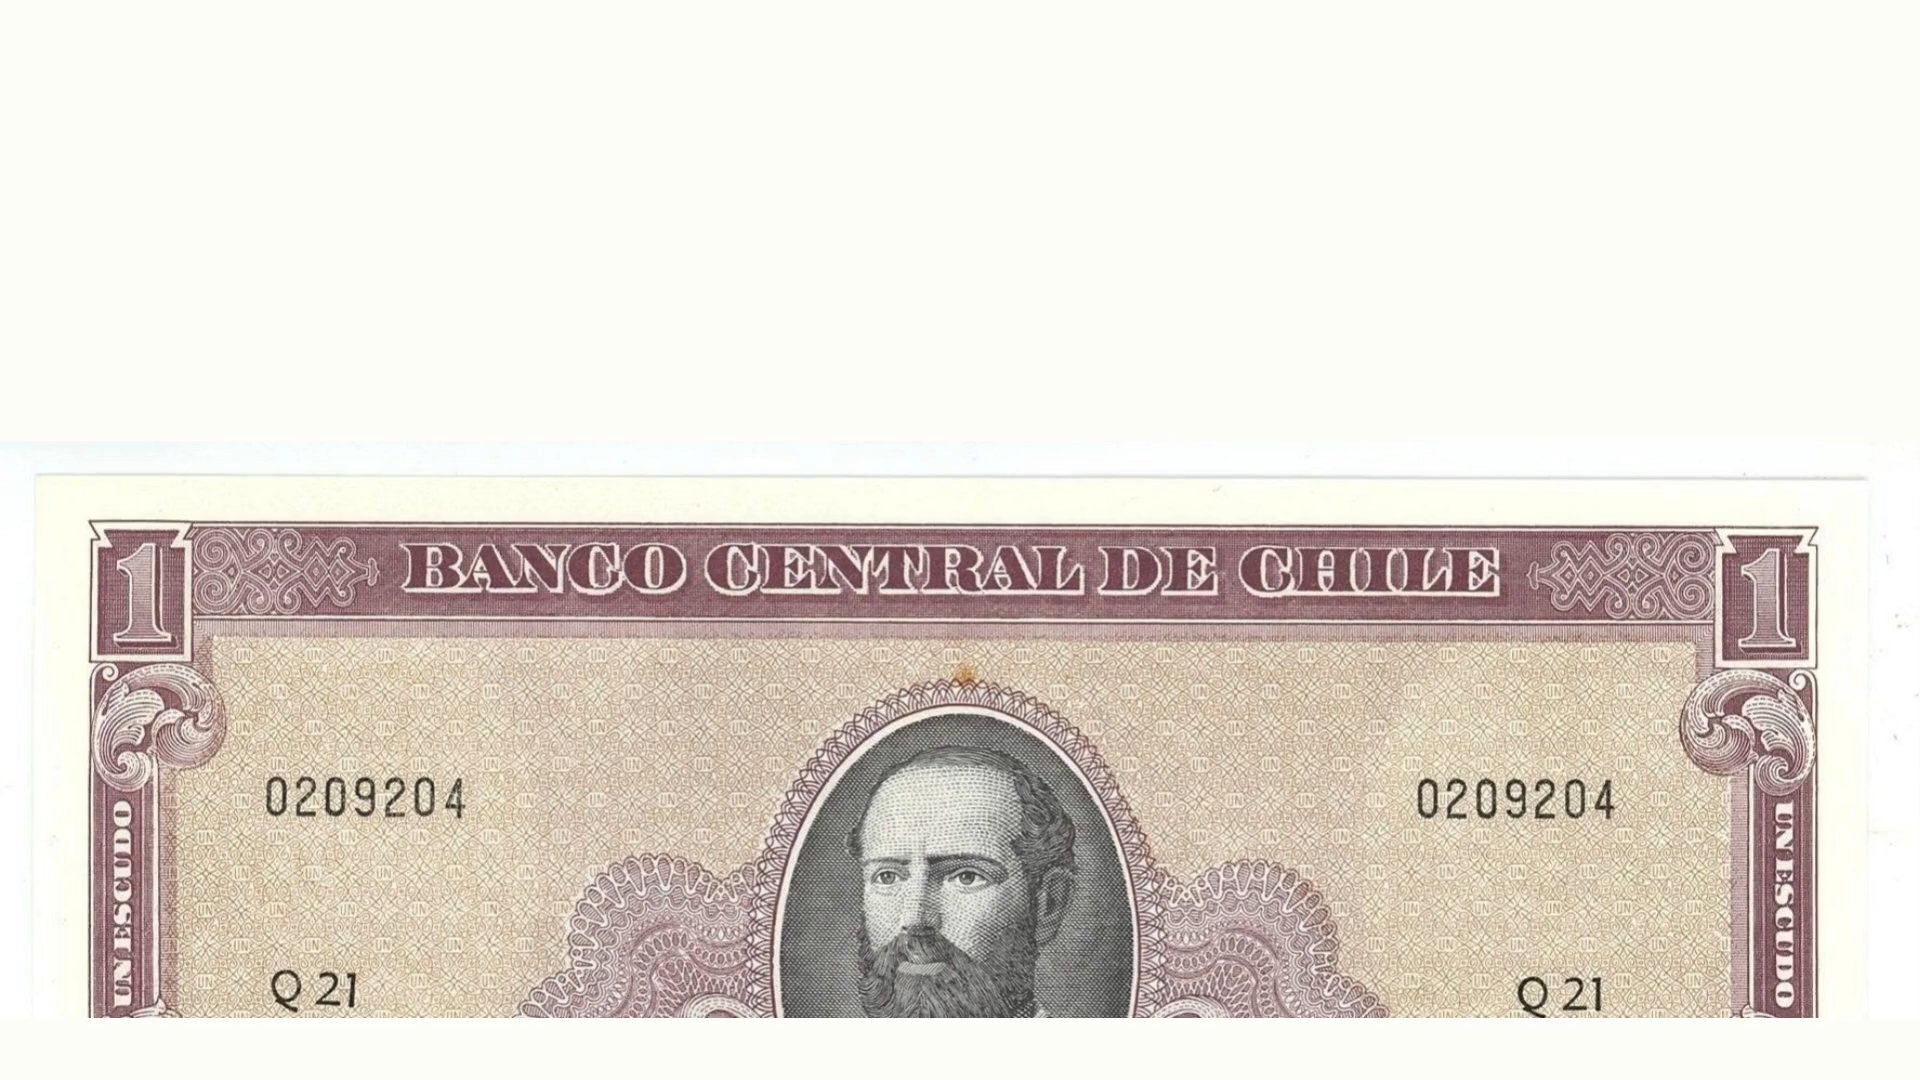 1 BANCO CENTRAL DE CHILE 1
0209204 0209204
UN ESCUDO UN ESCUDO
Q 21 Q 21